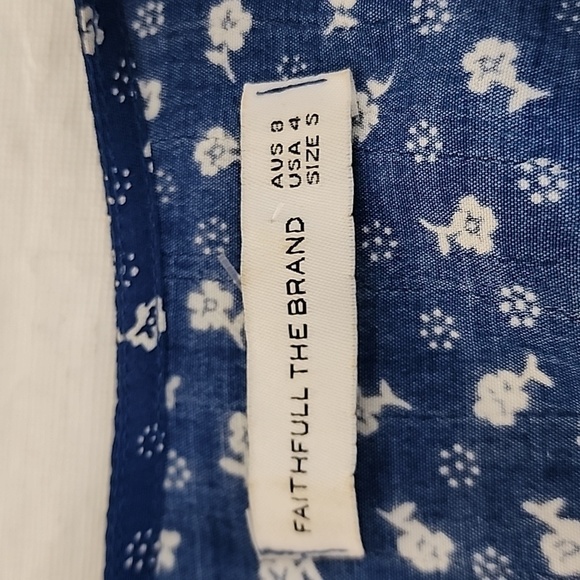 FAITHFULL THE BRAND
AUS 8
USA 4
SIZE S